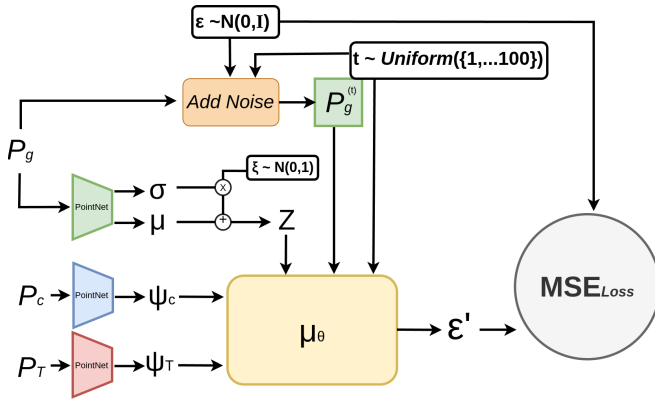 ε ~N(0,I)
t ~ Uniform({1,...100})
Add Noise
P_g^(t)
P_g
ξ ~ N(0,1)
PointNet
σ
x
μ
+
Z
P_c
PointNet
ψ_c
MSE_Loss
μ_θ
ε'
P_T
PointNet
ψ_T